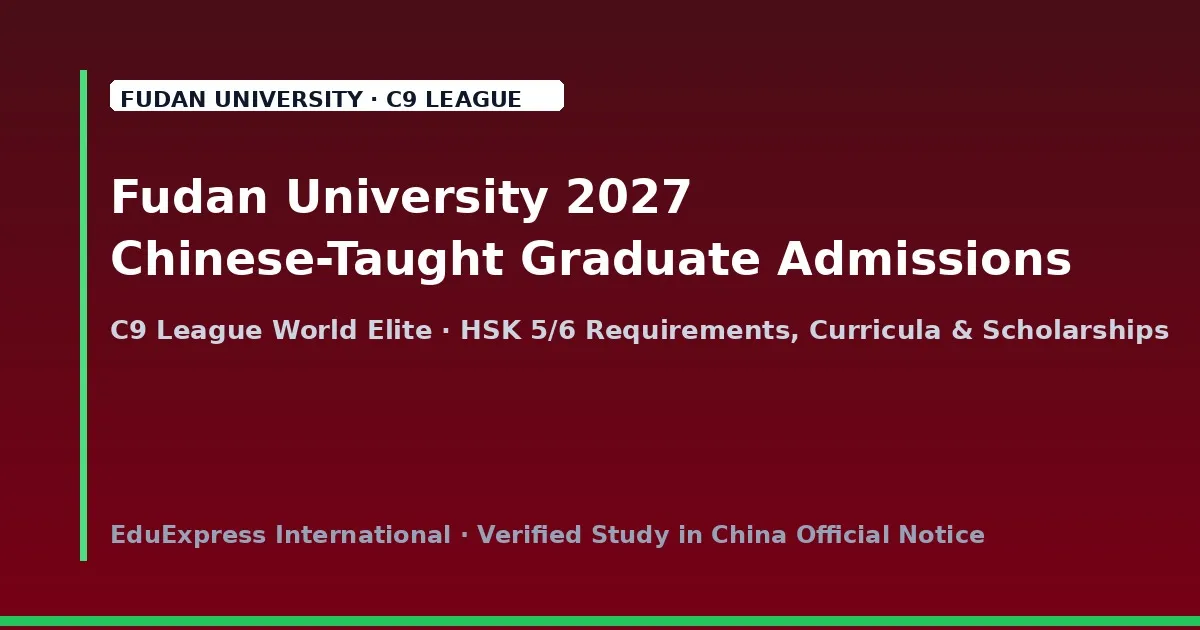 FUDAN UNIVERSITY · C9 LEAGUE
Fudan University 2027
Chinese-Taught Graduate Admissions
C9 League World Elite · HSK 5/6 Requirements, Curricula & Scholarships
EduExpress International · Verified Study in China Official Notice